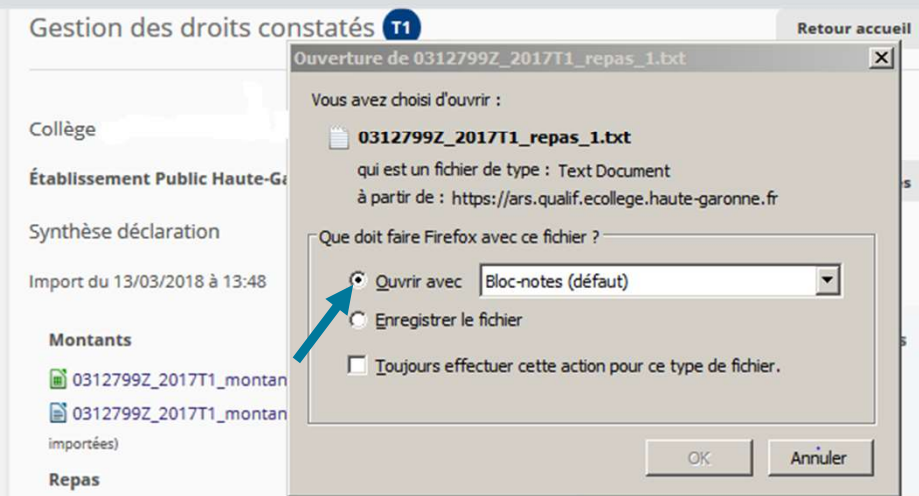 Gestion des droits constatés T1
Retour accueil
Ouverture de 0312799Z_2017T1_repas_1.txt
Vous avez choisi d'ouvrir :
0312799Z_2017T1_repas_1.txt
qui est un fichier de type : Text Document
à partir de : https://ars.qualif.ecollege.haute-garonne.fr
Que doit faire Firefox avec ce fichier ?
Ouvrir avec Bloc-notes (défaut)
Enregistrer le fichier
Toujours effectuer cette action pour ce type de fichier.
OK Annuler
Collège
Établissement Public Haute-Ga
Synthèse déclaration
Import du 13/03/2018 à 13:48
Montants
0312799Z_2017T1_montan
0312799Z_2017T1_montan
importées)
Repas